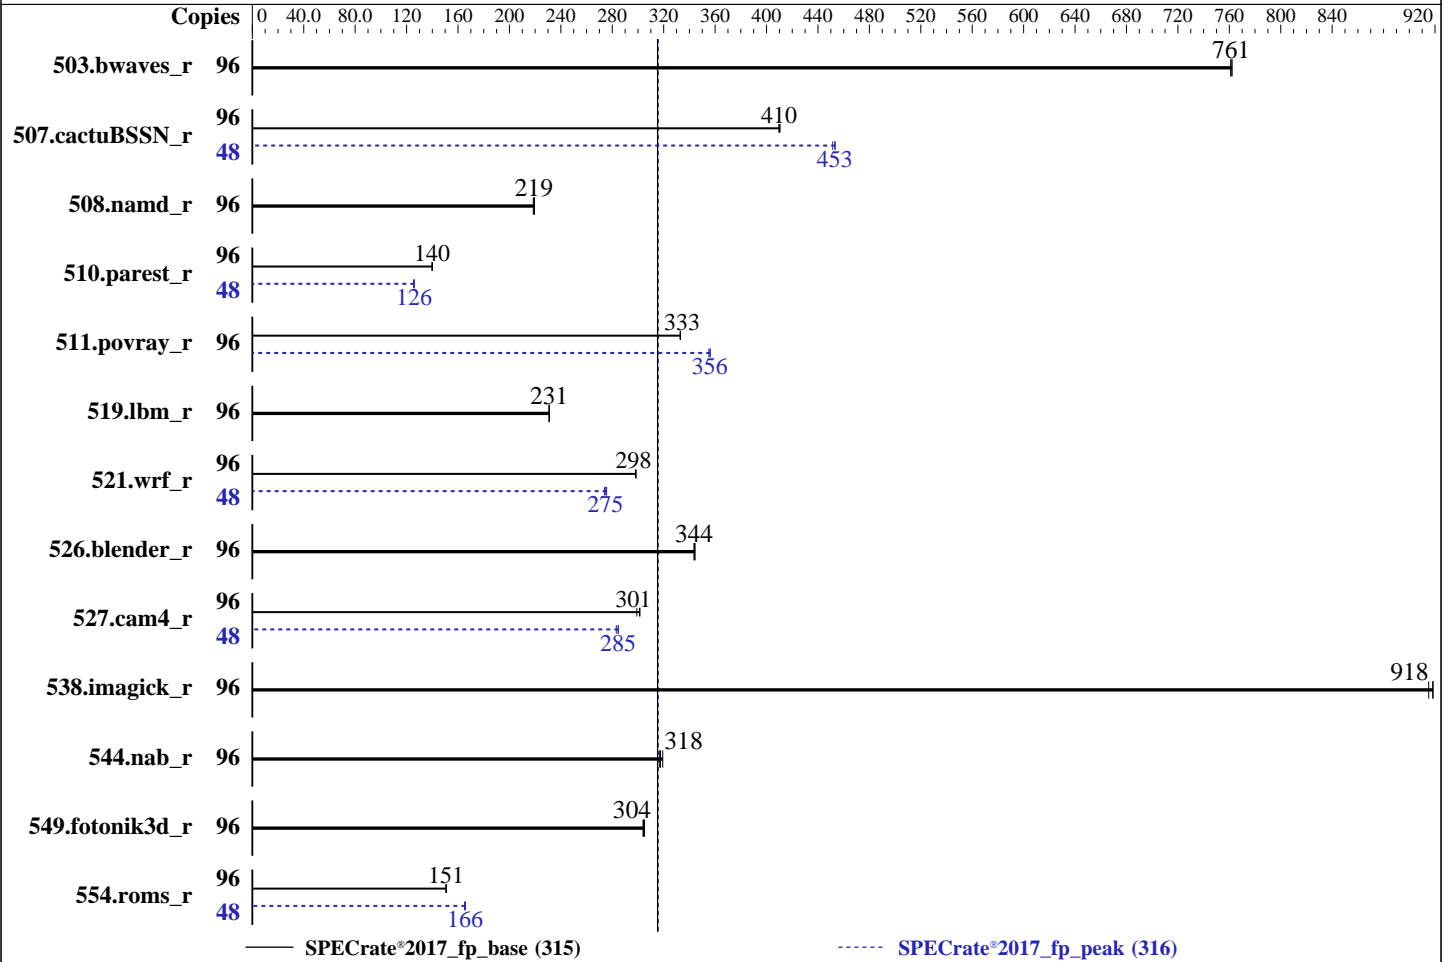 Copies 0 40.0 80.0 120 160 200 240 280 320 360 400 440 480 520 560 600 640 680 720 760 800 840 920
503.bwaves_r 96 761
507.cactuBSSN_r 96 410
48 453
508.namd_r 96 219
510.parest_r 96 140
48 126
511.povray_r 96 333
356
519.lbm_r 96 231
521.wrf_r 96 298
48 275
526.blender_r 96 344
527.cam4_r 96 301
48 285
538.imagick_r 96 918
544.nab_r 96 318
549.fotonik3d_r 96 304
554.roms_r 96 151
48 166
SPECrate®2017_fp_base (315) SPECrate®2017_fp_peak (316)